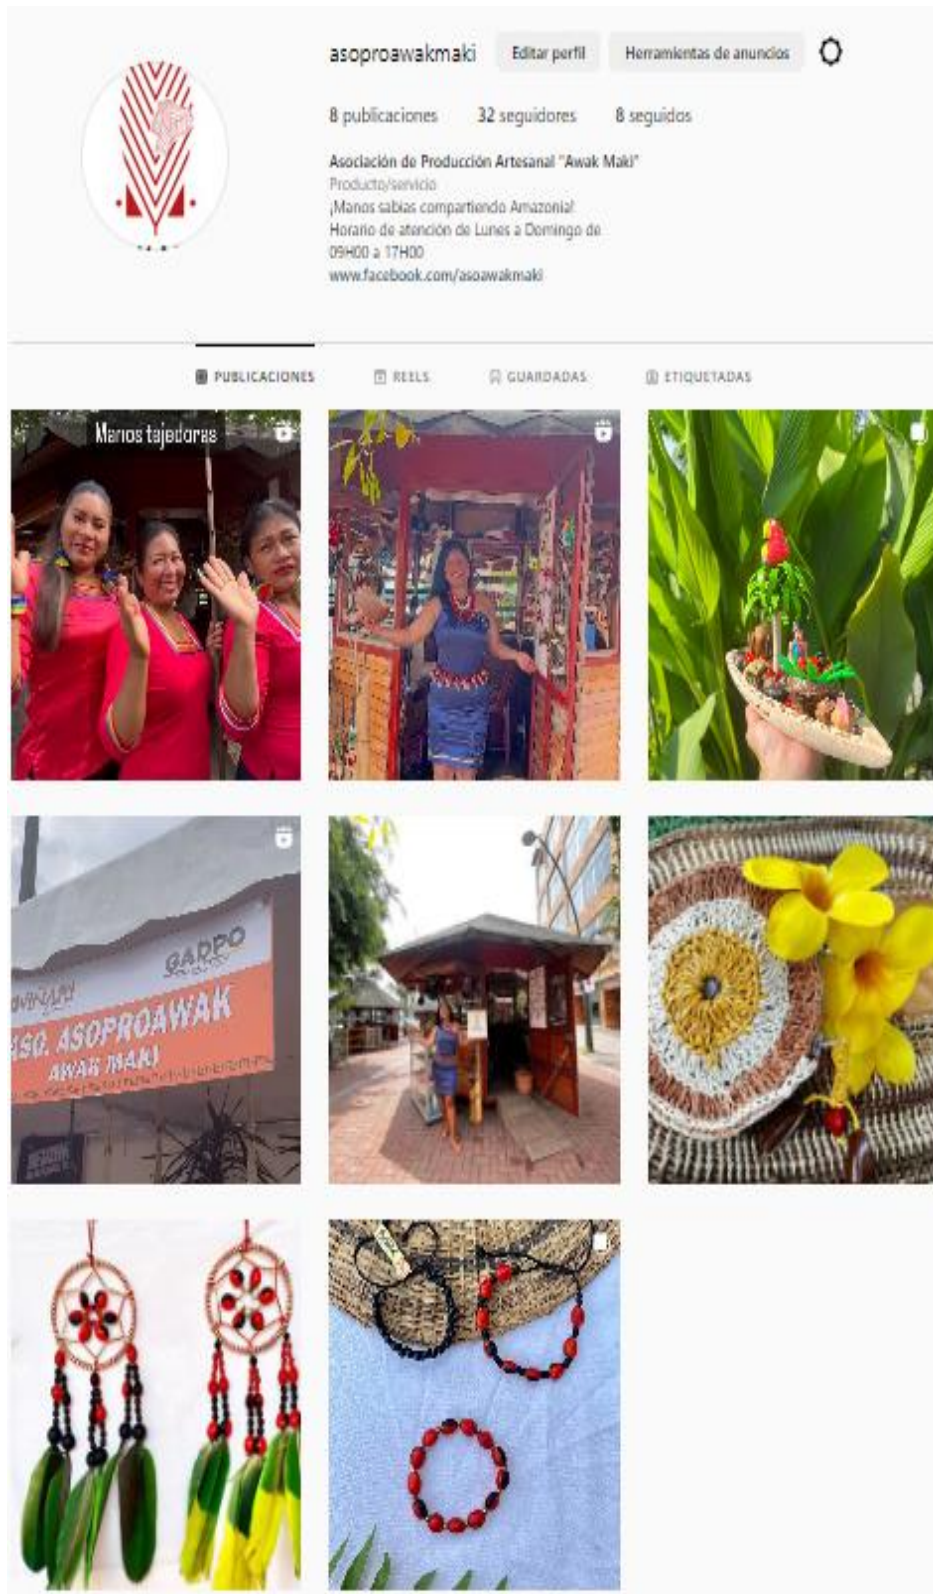 asoproawakmaki Editar perfil Herramientas de anuncios
8 publicaciones 32 seguidores 8 seguidos
Asociación de Producción Artesanal "Awak Maki"
Producto/servicio
¡Manos sabias compartiendo Amazonia!
Horario de atención de Lunes a Domingo de
09H00 a 17H00
www.facebook.com/asoawakmaki
PUBLICACIONES REELS GUARDADAS ETIQUETADAS
Manos tejedoras
GADPO
ASO. ASOPROAWAK
AWAK MAKI